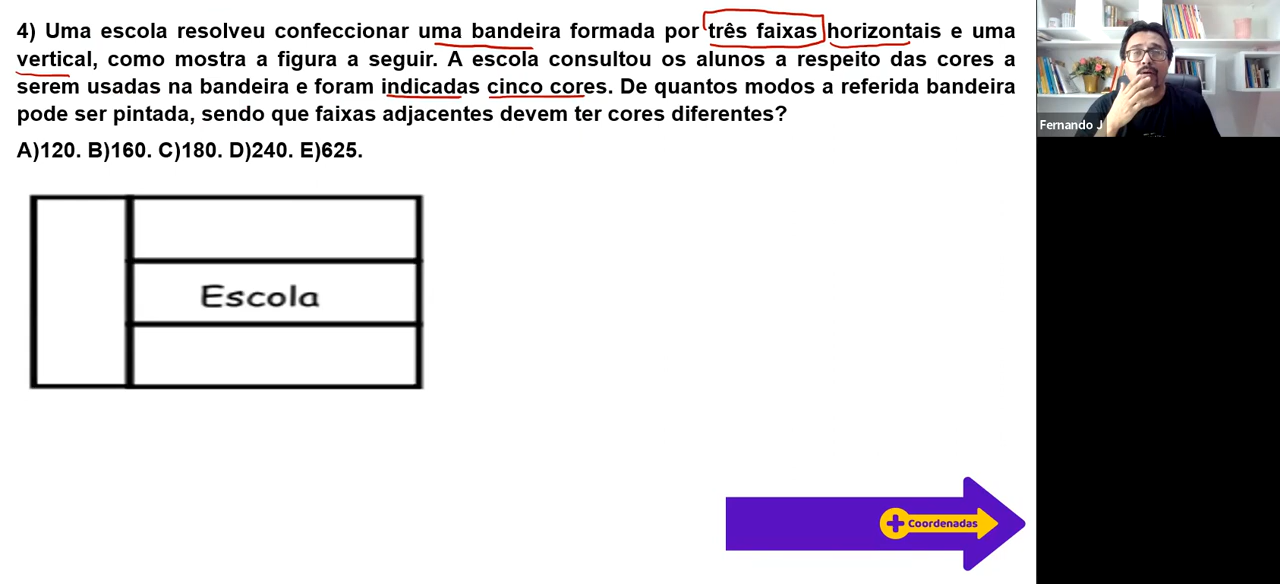 4) Uma escola resolveu confeccionar uma bandeira formada por três faixas horizontais e uma
vertical, como mostra a figura a seguir. A escola consultou os alunos a respeito das cores a
serem usadas na bandeira e foram indicadas cinco cores. De quantos modos a referida bandeira
pode ser pintada, sendo que faixas adjacentes devem ter cores diferentes?
A)120. B)160. C)180. D)240. E)625.
Escola
Coordenadas
Fernando J